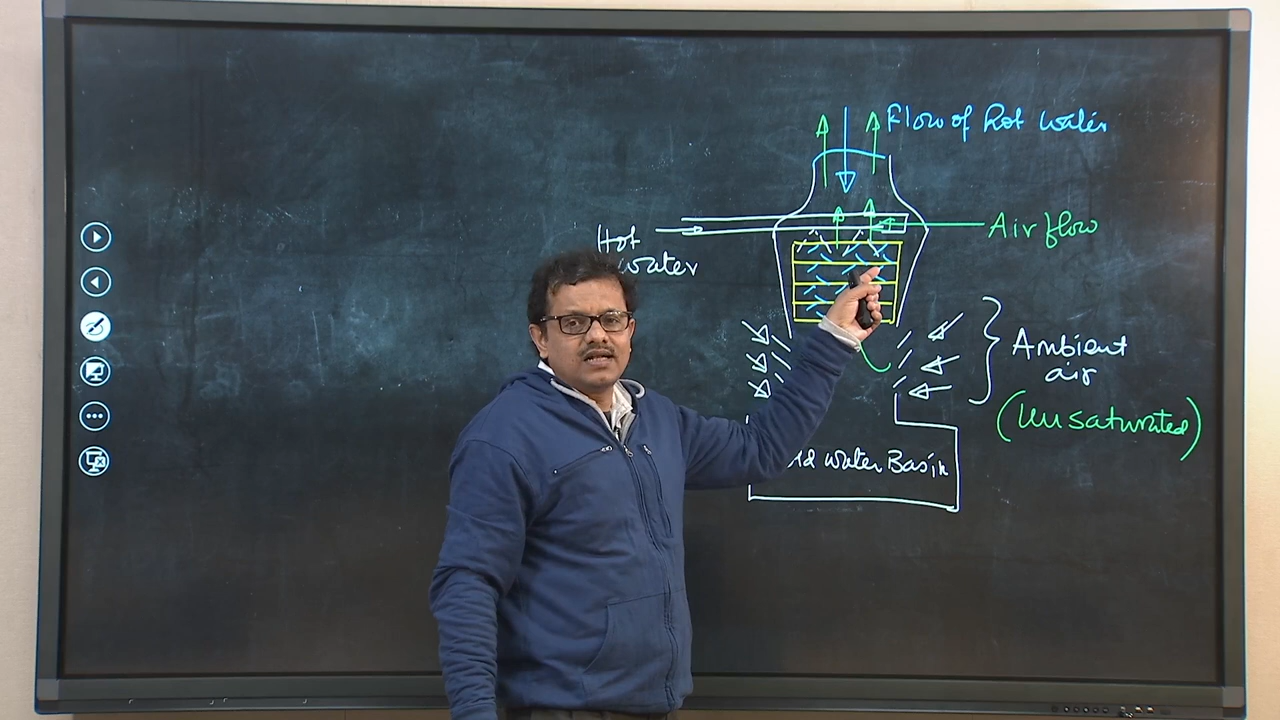 Flow of hot water
Air flow
Hot
water
Ambient
air
(Unsaturated)
water Basin